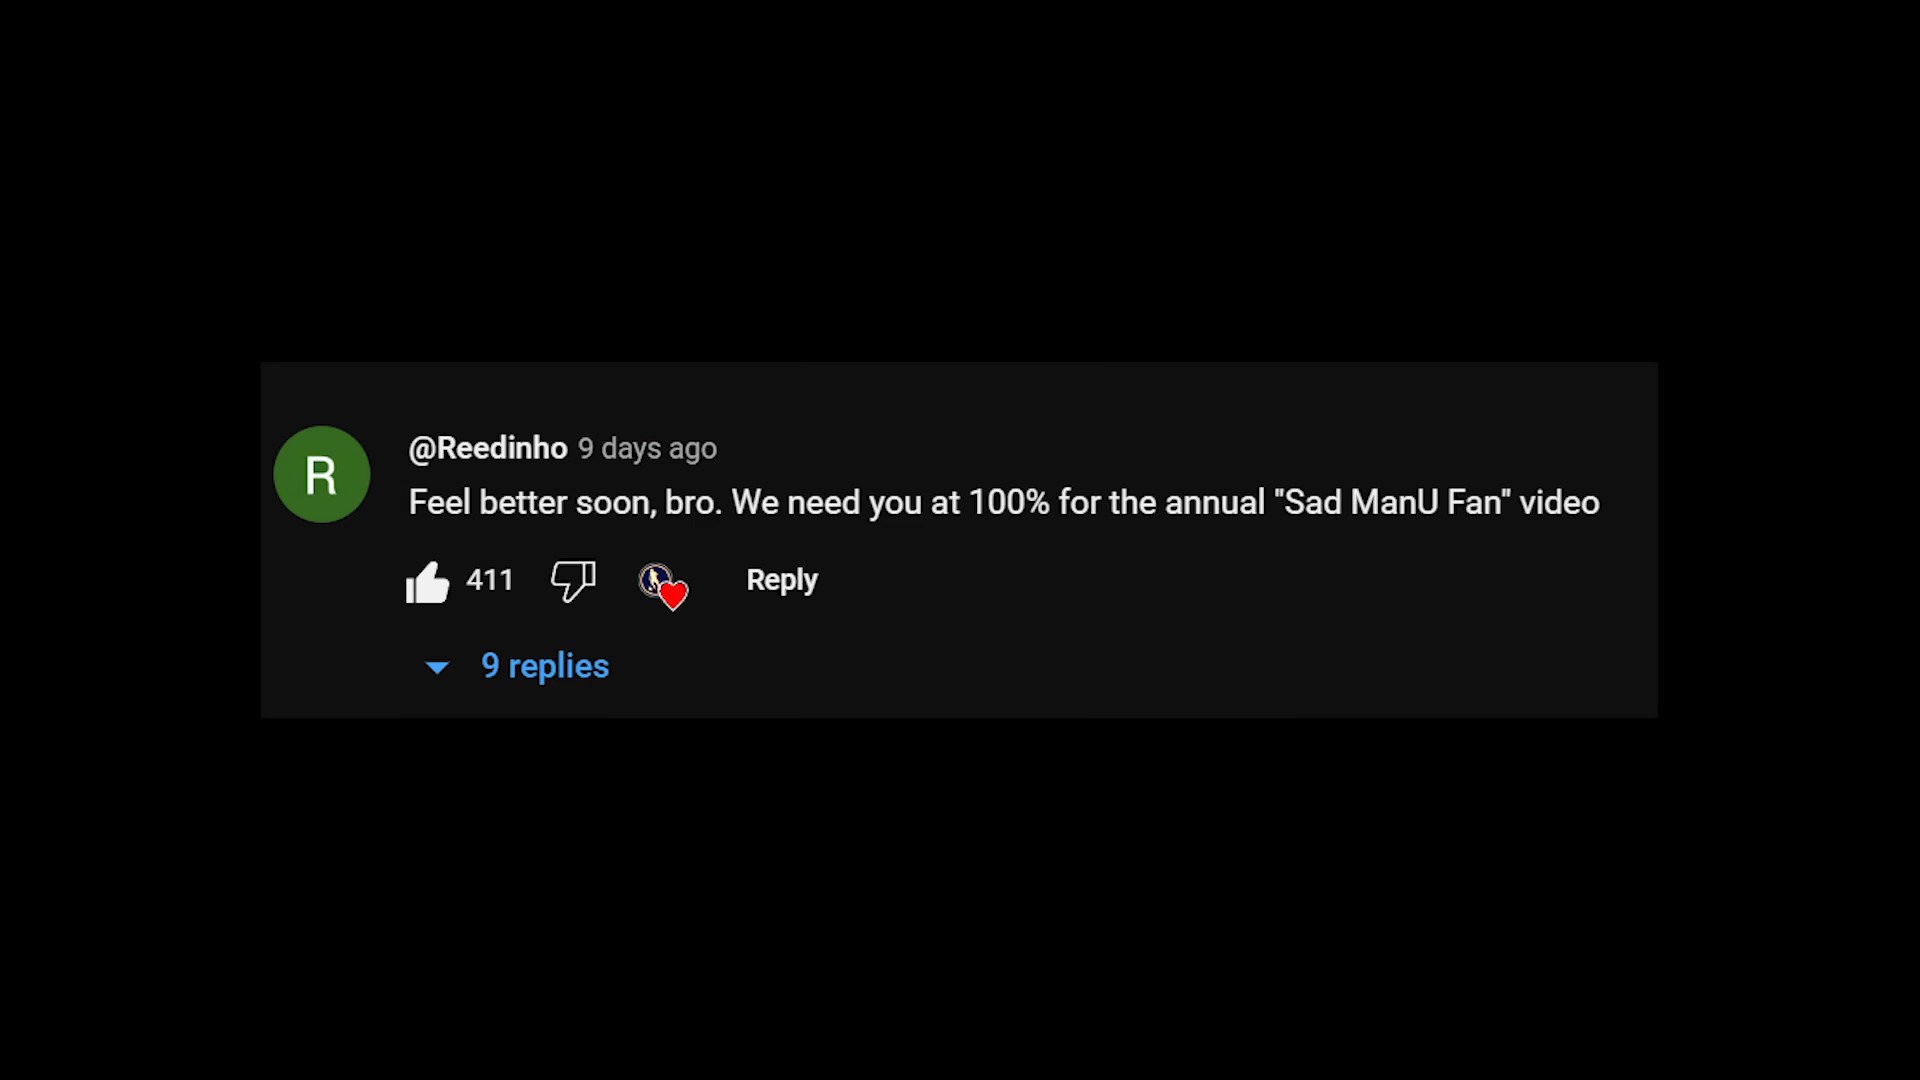 R
@Reedinho 9 days ago
Feel better soon, bro. We need you at 100% for the annual "Sad ManU Fan" video
411 Reply
9 replies